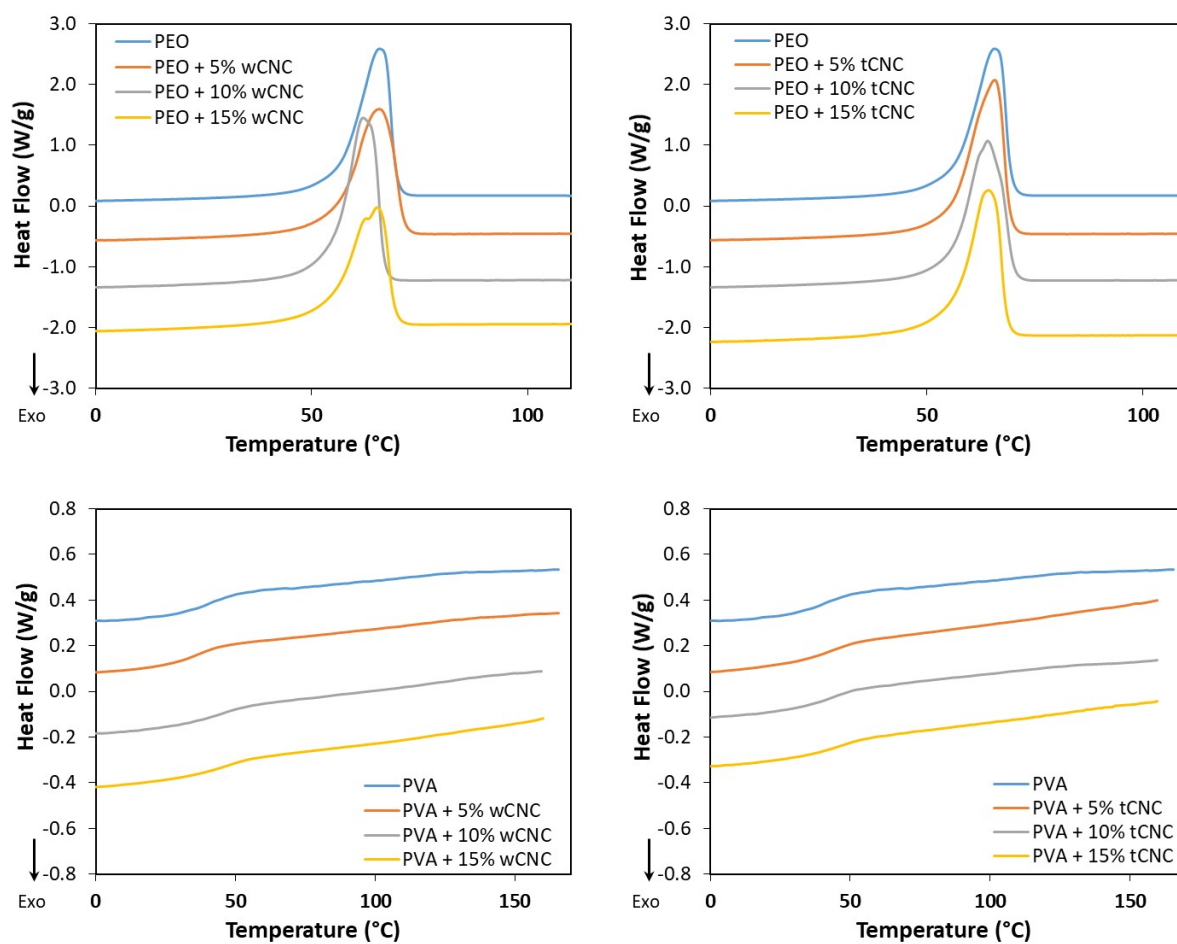 3.0
2.0
1.0
0.0
-1.0
-2.0
-3.0
Heat Flow (W/g)
PEO
PEO + 5% wCNC
PEO + 10% wCNC
PEO + 15% wCNC
Exo
0
50
100
Temperature (°C)
3.0
2.0
1.0
0.0
-1.0
-2.0
-3.0
Heat Flow (W/g)
PEO
PEO + 5% tCNC
PEO + 10% tCNC
PEO + 15% tCNC
Exo
0
50
100
Temperature (°C)
0.8
0.6
0.4
0.2
0.0
-0.2
-0.4
-0.6
-0.8
Heat Flow (W/g)
PVA
PVA + 5% wCNC
PVA + 10% wCNC
PVA + 15% wCNC
Exo
0
50
100
150
Temperature (°C)
0.8
0.6
0.4
0.2
0.0
-0.2
-0.4
-0.6
-0.8
Heat Flow (W/g)
PVA
PVA + 5% tCNC
PVA + 10% tCNC
PVA + 15% tCNC
Exo
0
50
100
150
Temperature (°C)